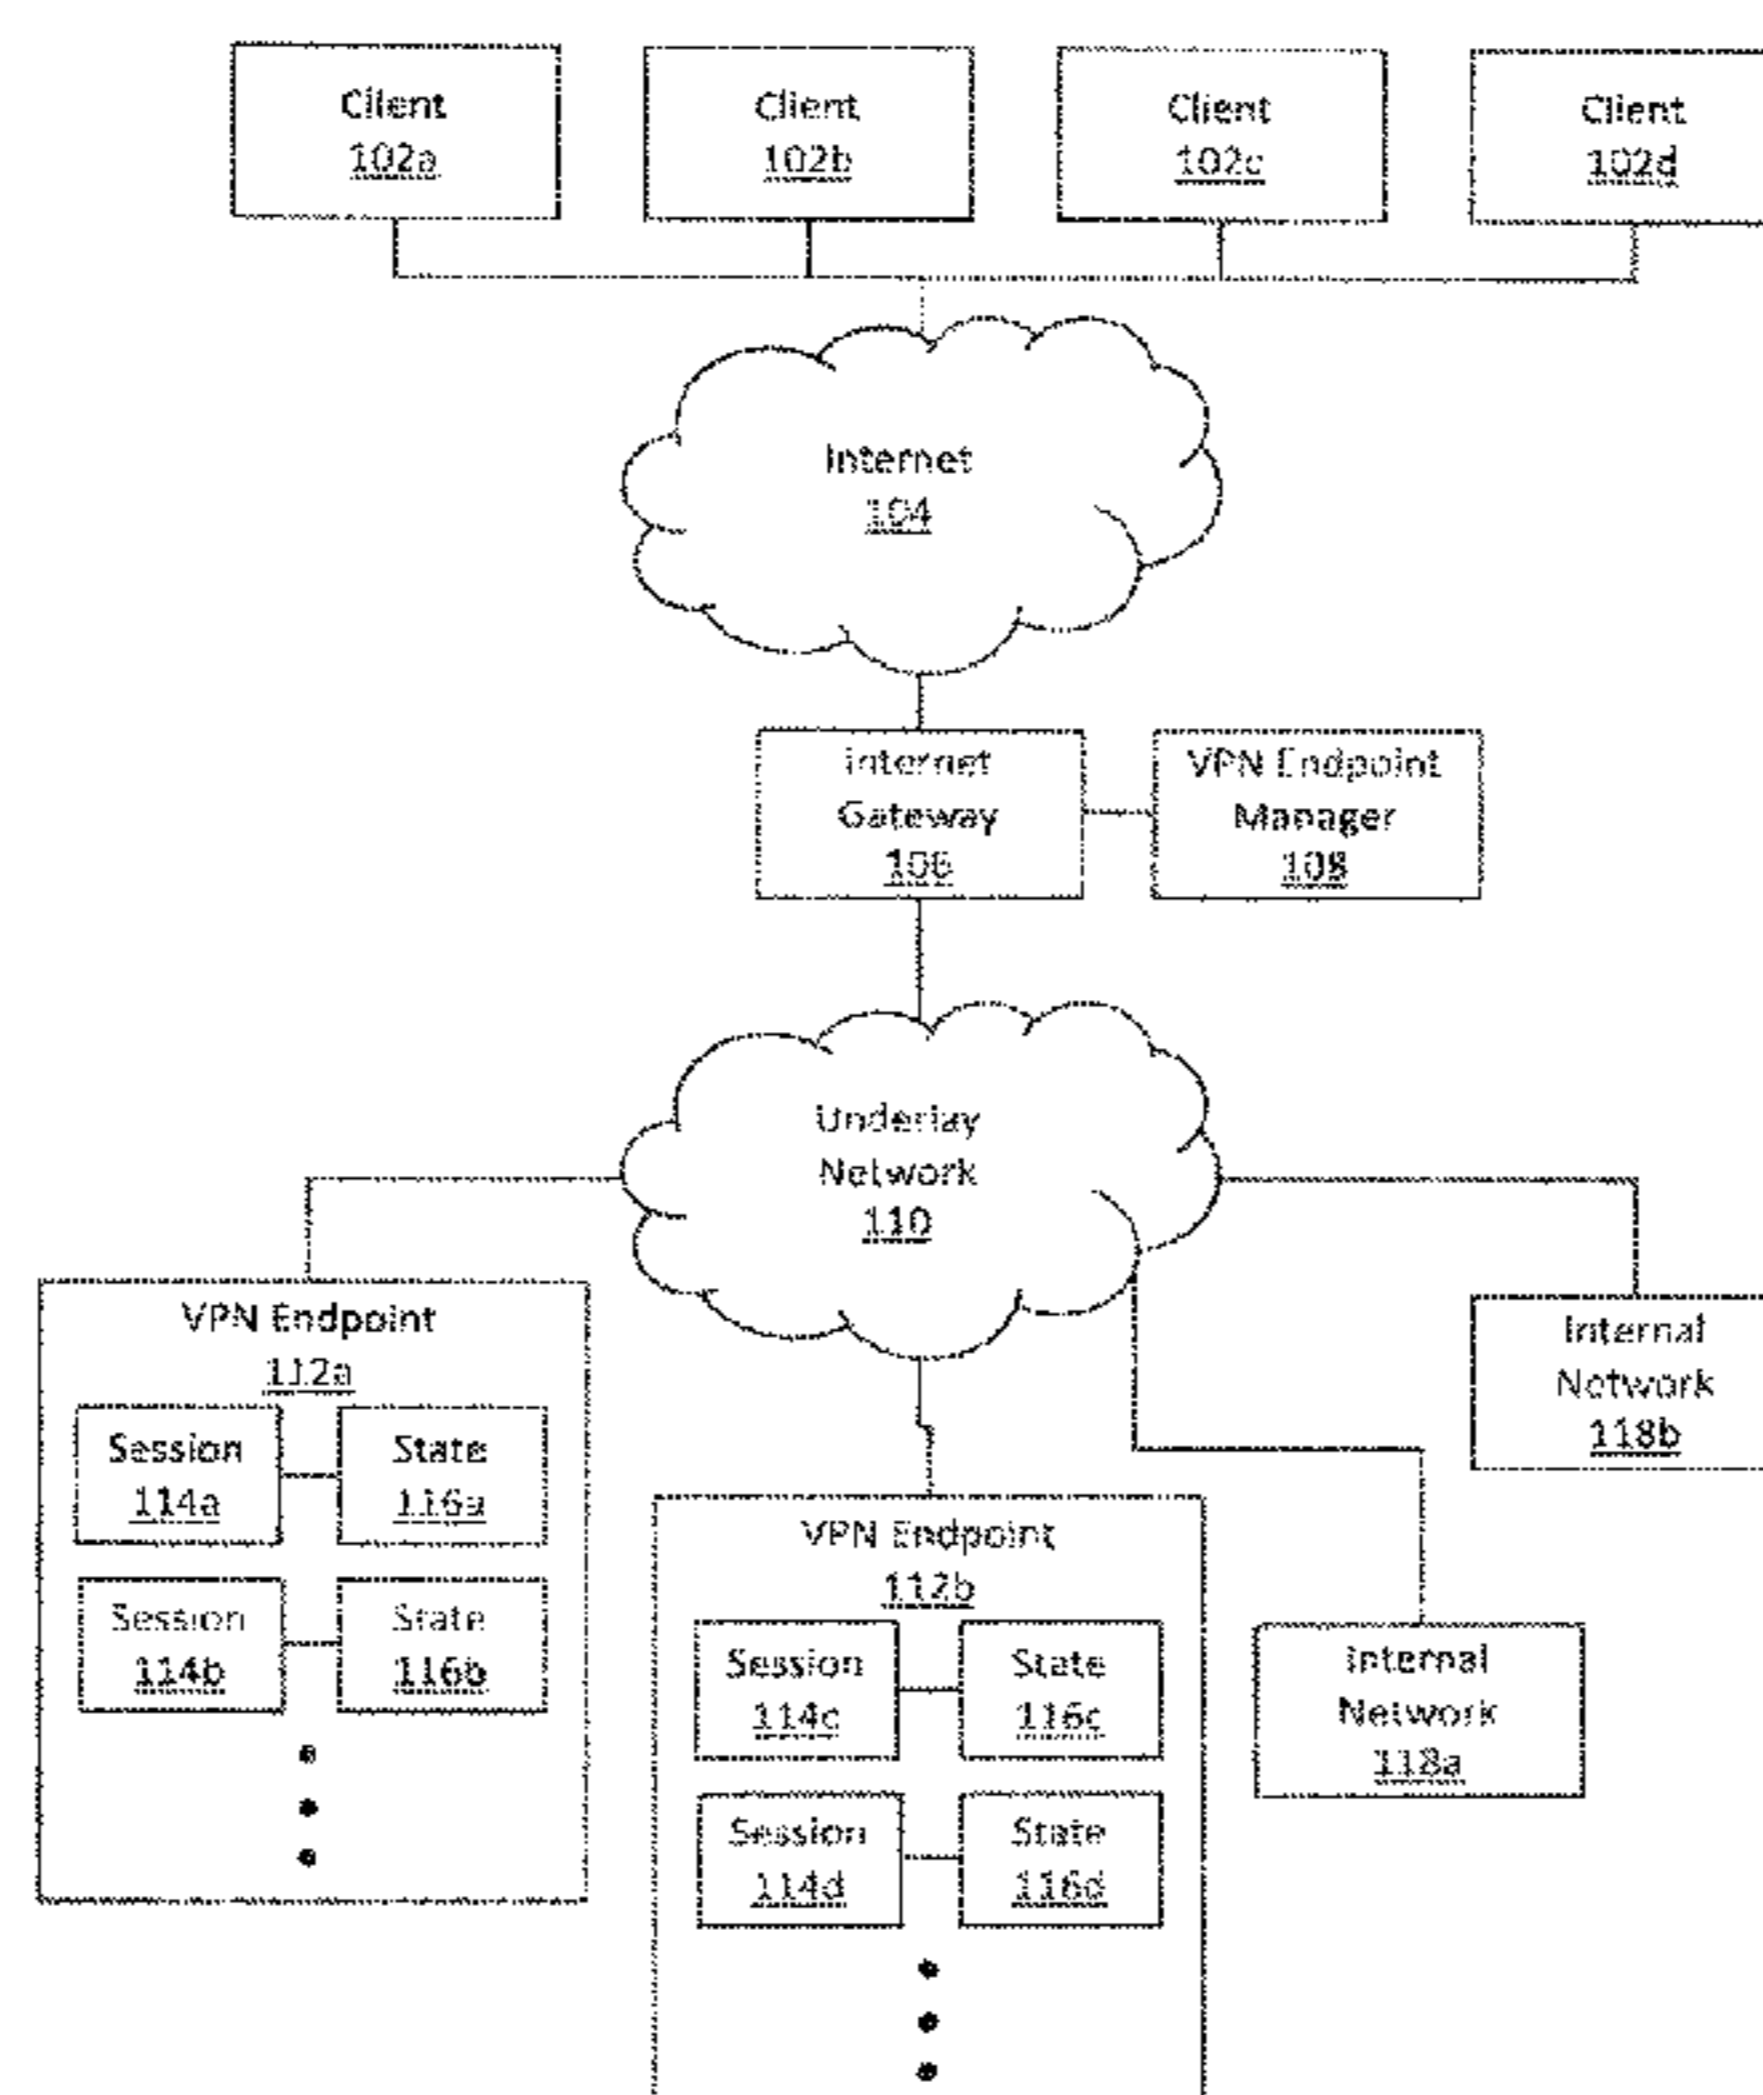 Client
102a
Client
102b
Client
102c
Client
102d
Internet
104
Internet
Gateway
106
VPN Endpoint
Manager
108
Underlay
Network
110
VPN Endpoint
112a
Session
114a
State
116a
Session
114b
State
116b
VPN Endpoint
112b
Session
114c
State
116c
Session
114d
State
116d
Internal
Network
118b
Internal
Network
118a